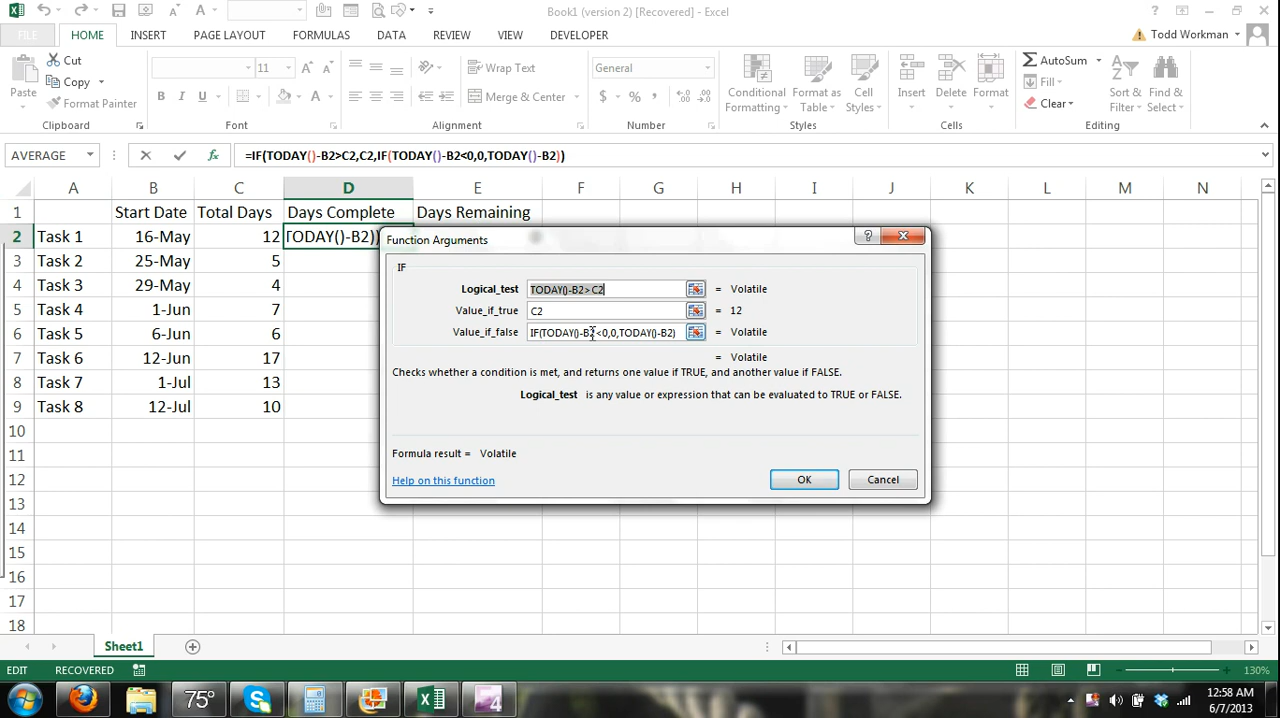 Book1 (version 2) [Recovered] - Excel
FILE HOME INSERT PAGE LAYOUT FORMULAS DATA REVIEW VIEW DEVELOPER Todd Workman
Paste
Cut
Copy
Format Painter
Clipboard
11
B I U
Font
Wrap Text
Merge & Center
Alignment
General
$ % ,
Number
Conditional Formatting
Format as Table
Cell Styles
Styles
Insert Delete Format
Cells
AutoSum
Fill
Clear
Sort & Filter
Find & Select
Editing
AVERAGE =IF(TODAY()-B2>C2,C2,IF(TODAY()-B2<0,0,TODAY()-B2))
A B C D E F G H I J K L M N
1 Start Date Total Days Days Complete Days Remaining
2 Task 1 16-May 12 TODAY()-B2))
3 Task 2 25-May 5
4 Task 3 29-May 4
5 Task 4 1-Jun 7
6 Task 5 6-Jun 6
7 Task 6 12-Jun 17
8 Task 7 1-Jul 13
9 Task 8 12-Jul 10
10
11
12
13
14
15
16
17
18
Function Arguments
IF
Logical_test TODAY()-B2>C2 = Volatile
Value_if_true C2 = 12
Value_if_false IF(TODAY()-B2<0,0,TODAY()-B2) = Volatile
= Volatile
Checks whether a condition is met, and returns one value if TRUE, and another value if FALSE.
Logical_test is any value or expression that can be evaluated to TRUE or FALSE.
Formula result = Volatile
Help on this function
OK Cancel
Sheet1
EDIT RECOVERED 130%
75°
12:58 AM
6/7/2013